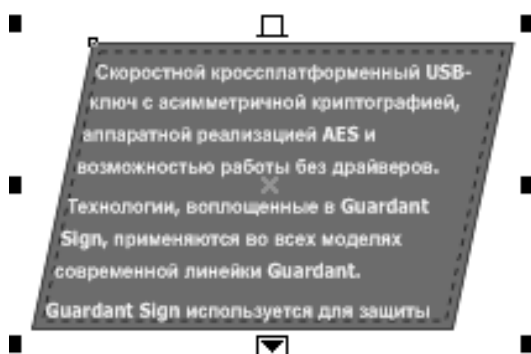 Скоростной кроссплатформенный USB-
ключ с асимметричной криптографией,
аппаратной реализацией AES и
возможностью работы без драйверов.
Технологии, воплощенные в Guardant
Sign, применяются во всех моделях
современной линейки Guardant.
Guardant Sign используется для защиты